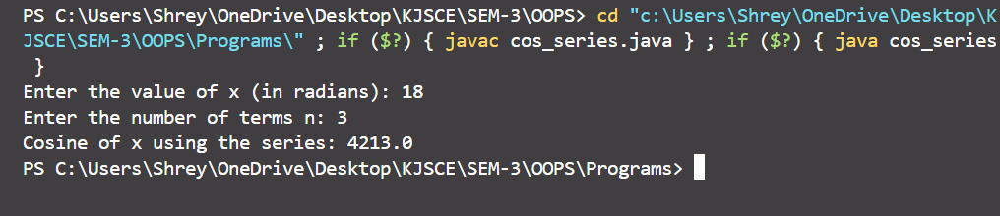 PS C:\Users\Shrey\OneDrive\Desktop\KJSCE\SEM-3\OOPS> cd "c:\Users\Shrey\OneDrive\Desktop\K
JSCE\SEM-3\OOPS\Programs\" ; if ($?) { javac cos_series.java } ; if ($?) { java cos_series
 }
Enter the value of x (in radians): 18
Enter the number of terms n: 3
Cosine of x using the series: 4213.0
PS C:\Users\Shrey\OneDrive\Desktop\KJSCE\SEM-3\OOPS\Programs>